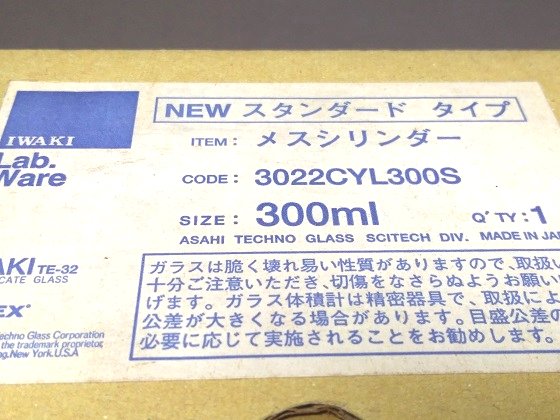 IWAKI
Lab.
Ware
NEW スタンダード タイプ
ITEM: メスシリンダー
CODE: 3022CYL300S
SIZE: 300ml Q'TY: 1
ASAHI TECHNO GLASS SCITECH DIV. MADE IN JAP
AKI TE-32
CATE GLASS
EX
ガラスは脆く壊れ易い性質がありますので、取扱い
十分ご注意いただき、切傷をなさらぬようお願い
げます。ガラス体積計は精密器具で、取扱によ
公差が大きくなる場合があります。目盛公差の
必要に応じて実施されることをお勧めします。
Techno Glass Corporation
the trademark proprietor,
ng, New York. U.S.A